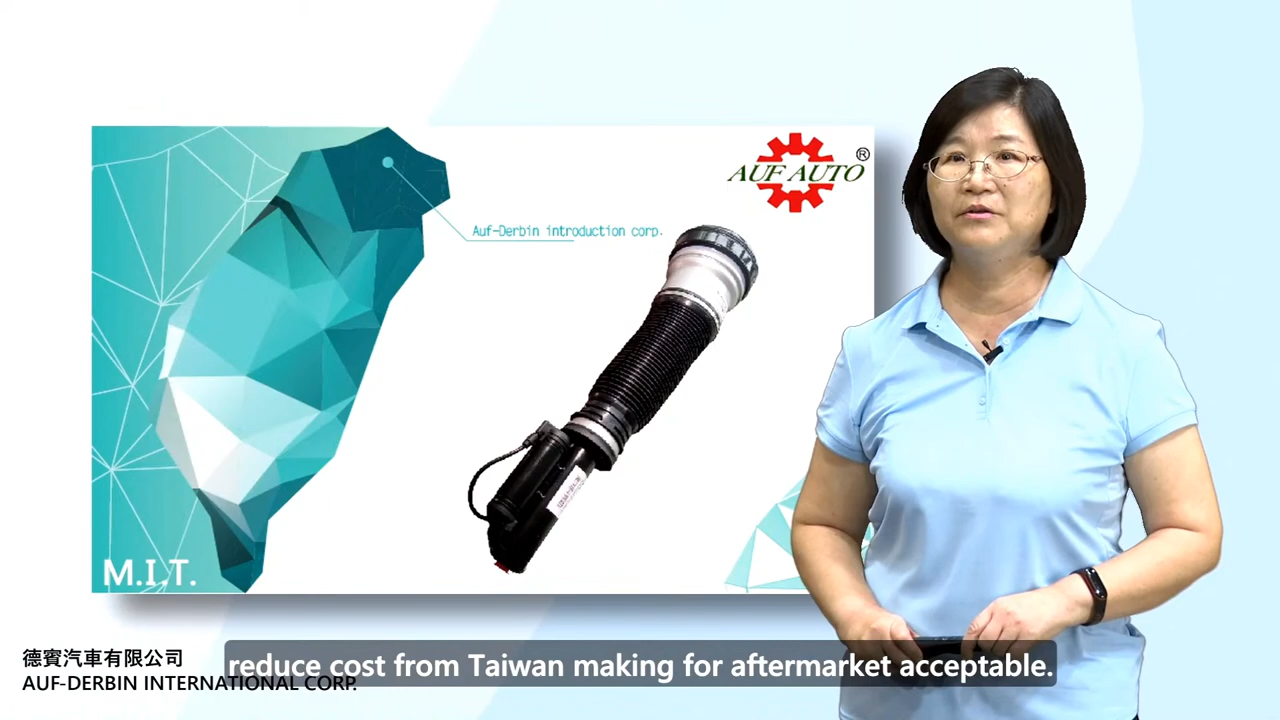 AUF AUTO®
Auf-Derbin introduction corp.
M.I.T.
德賓汽車有限公司
AUF-DERBIN INTERNATIONAL CORP.
reduce cost from Taiwan making for aftermarket acceptable.